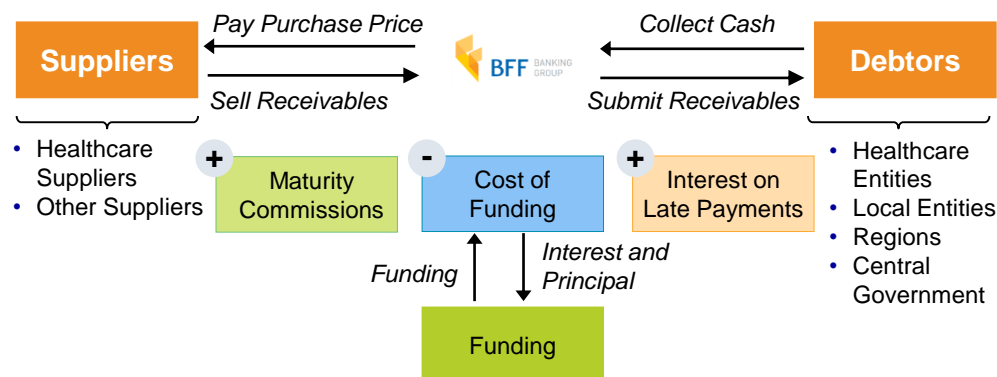 Pay Purchase Price
Collect Cash
Suppliers
BFF BANKING
GROUP
Debtors
Sell Receivables
Submit Receivables
• Healthcare
Suppliers
• Other Suppliers
+
Maturity
Commissions
-
Cost of
Funding
+
Interest on
Late Payments
• Healthcare
Entities
• Local Entities
• Regions
• Central
Government
Funding
Interest and
Principal
Funding